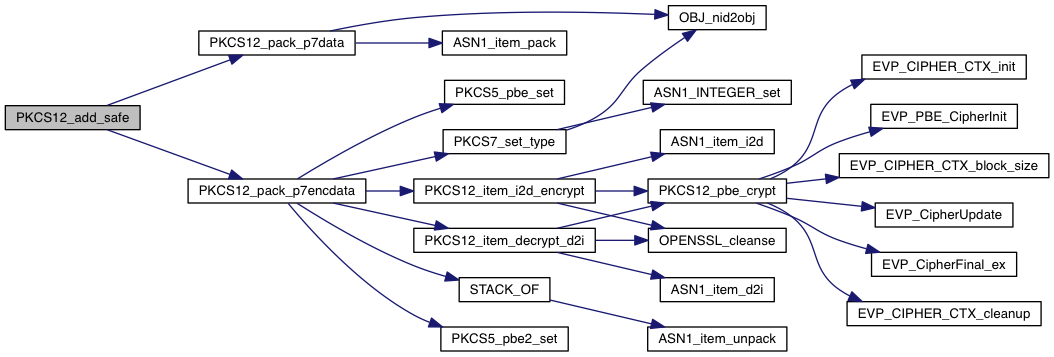 OBJ_nid2obj
PKCS12_pack_p7data
ASN1_item_pack
EVP_CIPHER_CTX_init
PKCS5_pbe_set
ASN1_INTEGER_set
PKCS12_add_safe
EVP_PBE_CipherInit
PKCS7_set_type
ASN1_item_i2d
EVP_CIPHER_CTX_block_size
PKCS12_pack_p7encdata
PKCS12_item_i2d_encrypt
PKCS12_pbe_crypt
EVP_CipherUpdate
PKCS12_item_decrypt_d2i
OPENSSL_cleanse
EVP_CipherFinal_ex
STACK_OF
ASN1_item_d2i
EVP_CIPHER_CTX_cleanup
PKCS5_pbe2_set
ASN1_item_unpack